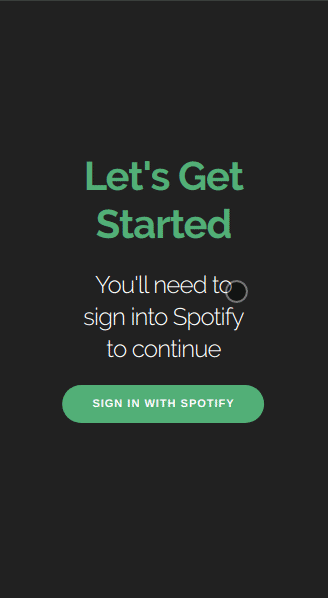 Let's Get
Started
You'll need to
sign into Spotify
to continue
SIGN IN WITH SPOTIFY